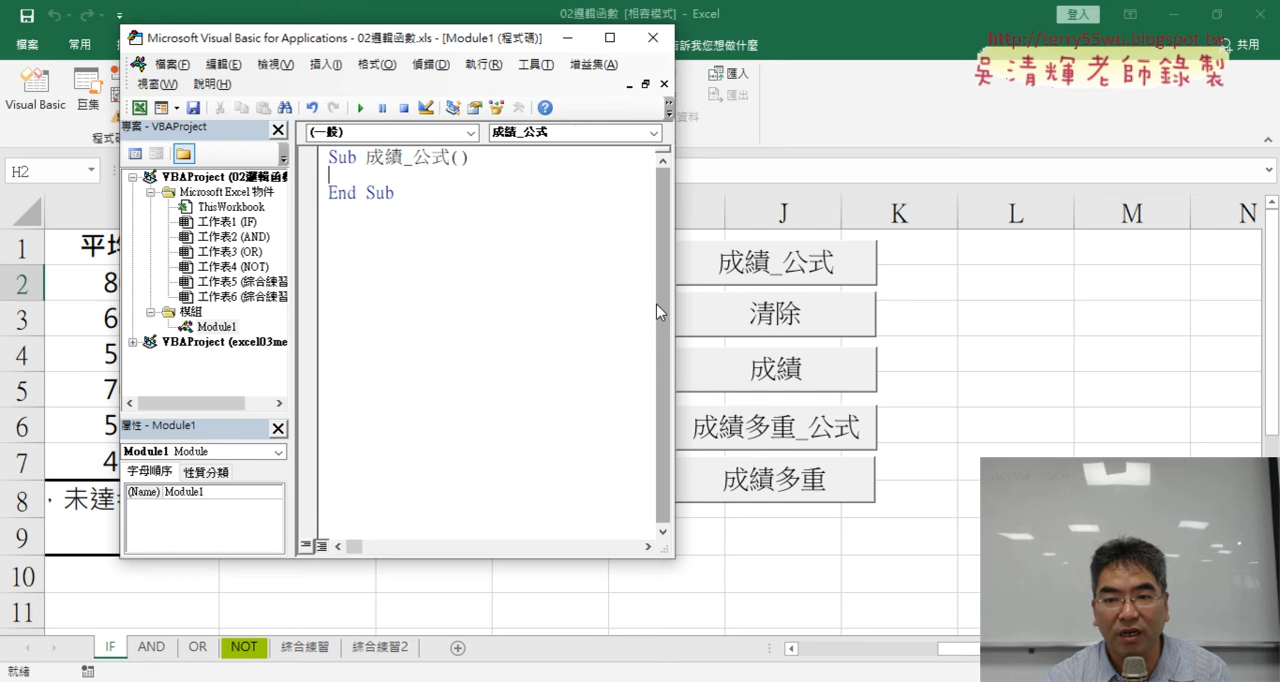 02邏輯函數 [相容模式] - Excel
登入
檔案
常用
告訴我您想做什麼
共用
http://terry55wu.blogspot.tw
吳清輝老師錄製
Visual Basic
巨集
匯入
匯出
Microsoft Visual Basic for Applications - 02邏輯函數.xls - [Module1 (程式碼)]
檔案(F) 編輯(E) 檢視(V) 插入(I) 格式(O) 偵錯(D) 執行(R) 工具(T) 增益集(A)
視窗(W) 說明(H)
專案 - VBAProject
(一般)
成績_公式
VBAProject (02邏輯函數
Microsoft Excel 物件
ThisWorkbook
工作表1 (IF)
工作表2 (AND)
工作表3 (OR)
工作表4 (NOT)
工作表5 (綜合練習
工作表6 (綜合練習
模組
Module1
VBAProject (excel03me
屬性 - Module1
Module1 Module
字母順序 性質分類
(Name) Module1
Sub 成績_公式()
End Sub
H2
J K L M N
1
2
3
4
5
6
7
8
9
10
11
成績_公式
清除
成績
成績多重_公式
成績多重
IF AND OR NOT 綜合練習 綜合練習2
就緒